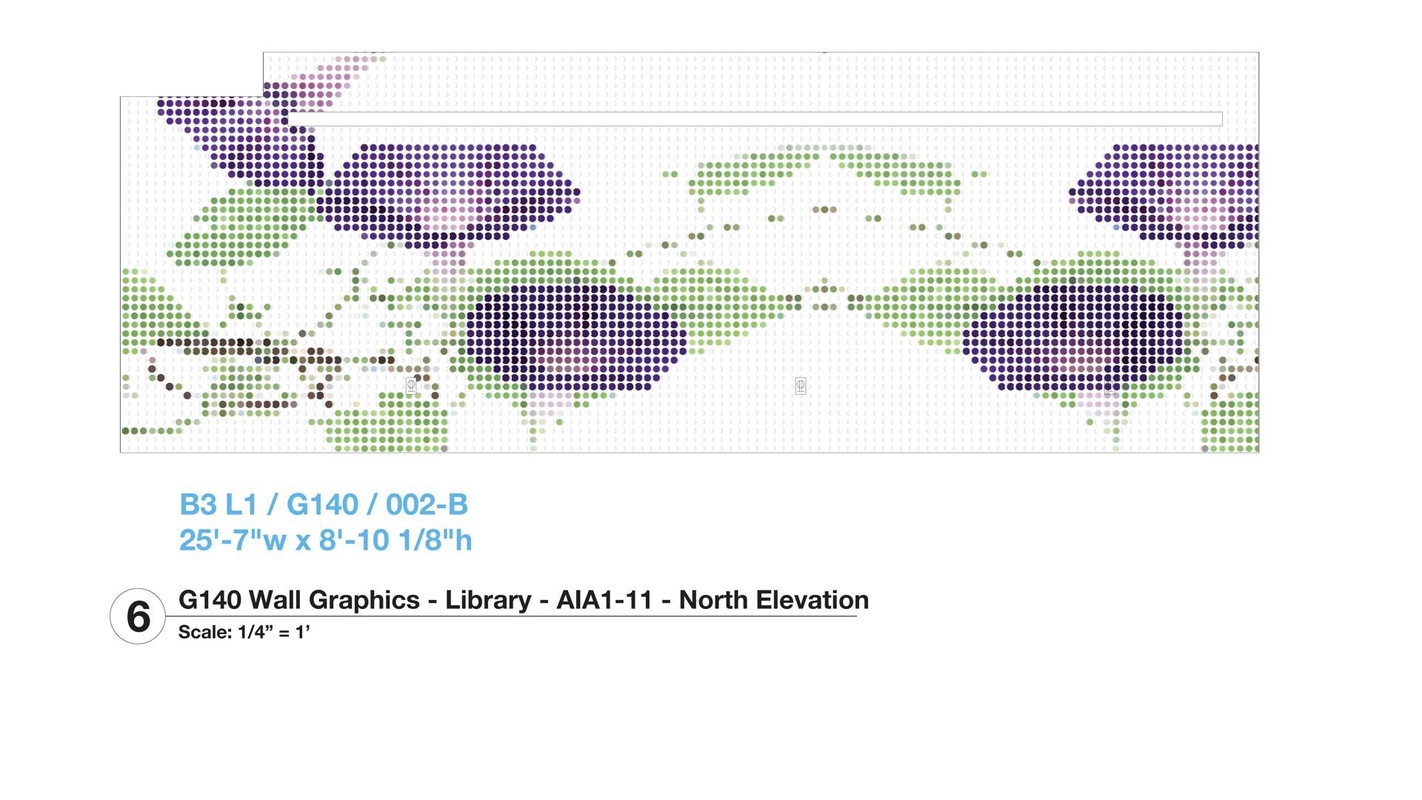 B3 L1 / G140 / 002-B
25'-7"w x 8'-10 1/8"h
6
G140 Wall Graphics - Library - AIA1-11 - North Elevation
Scale: 1/4” = 1’